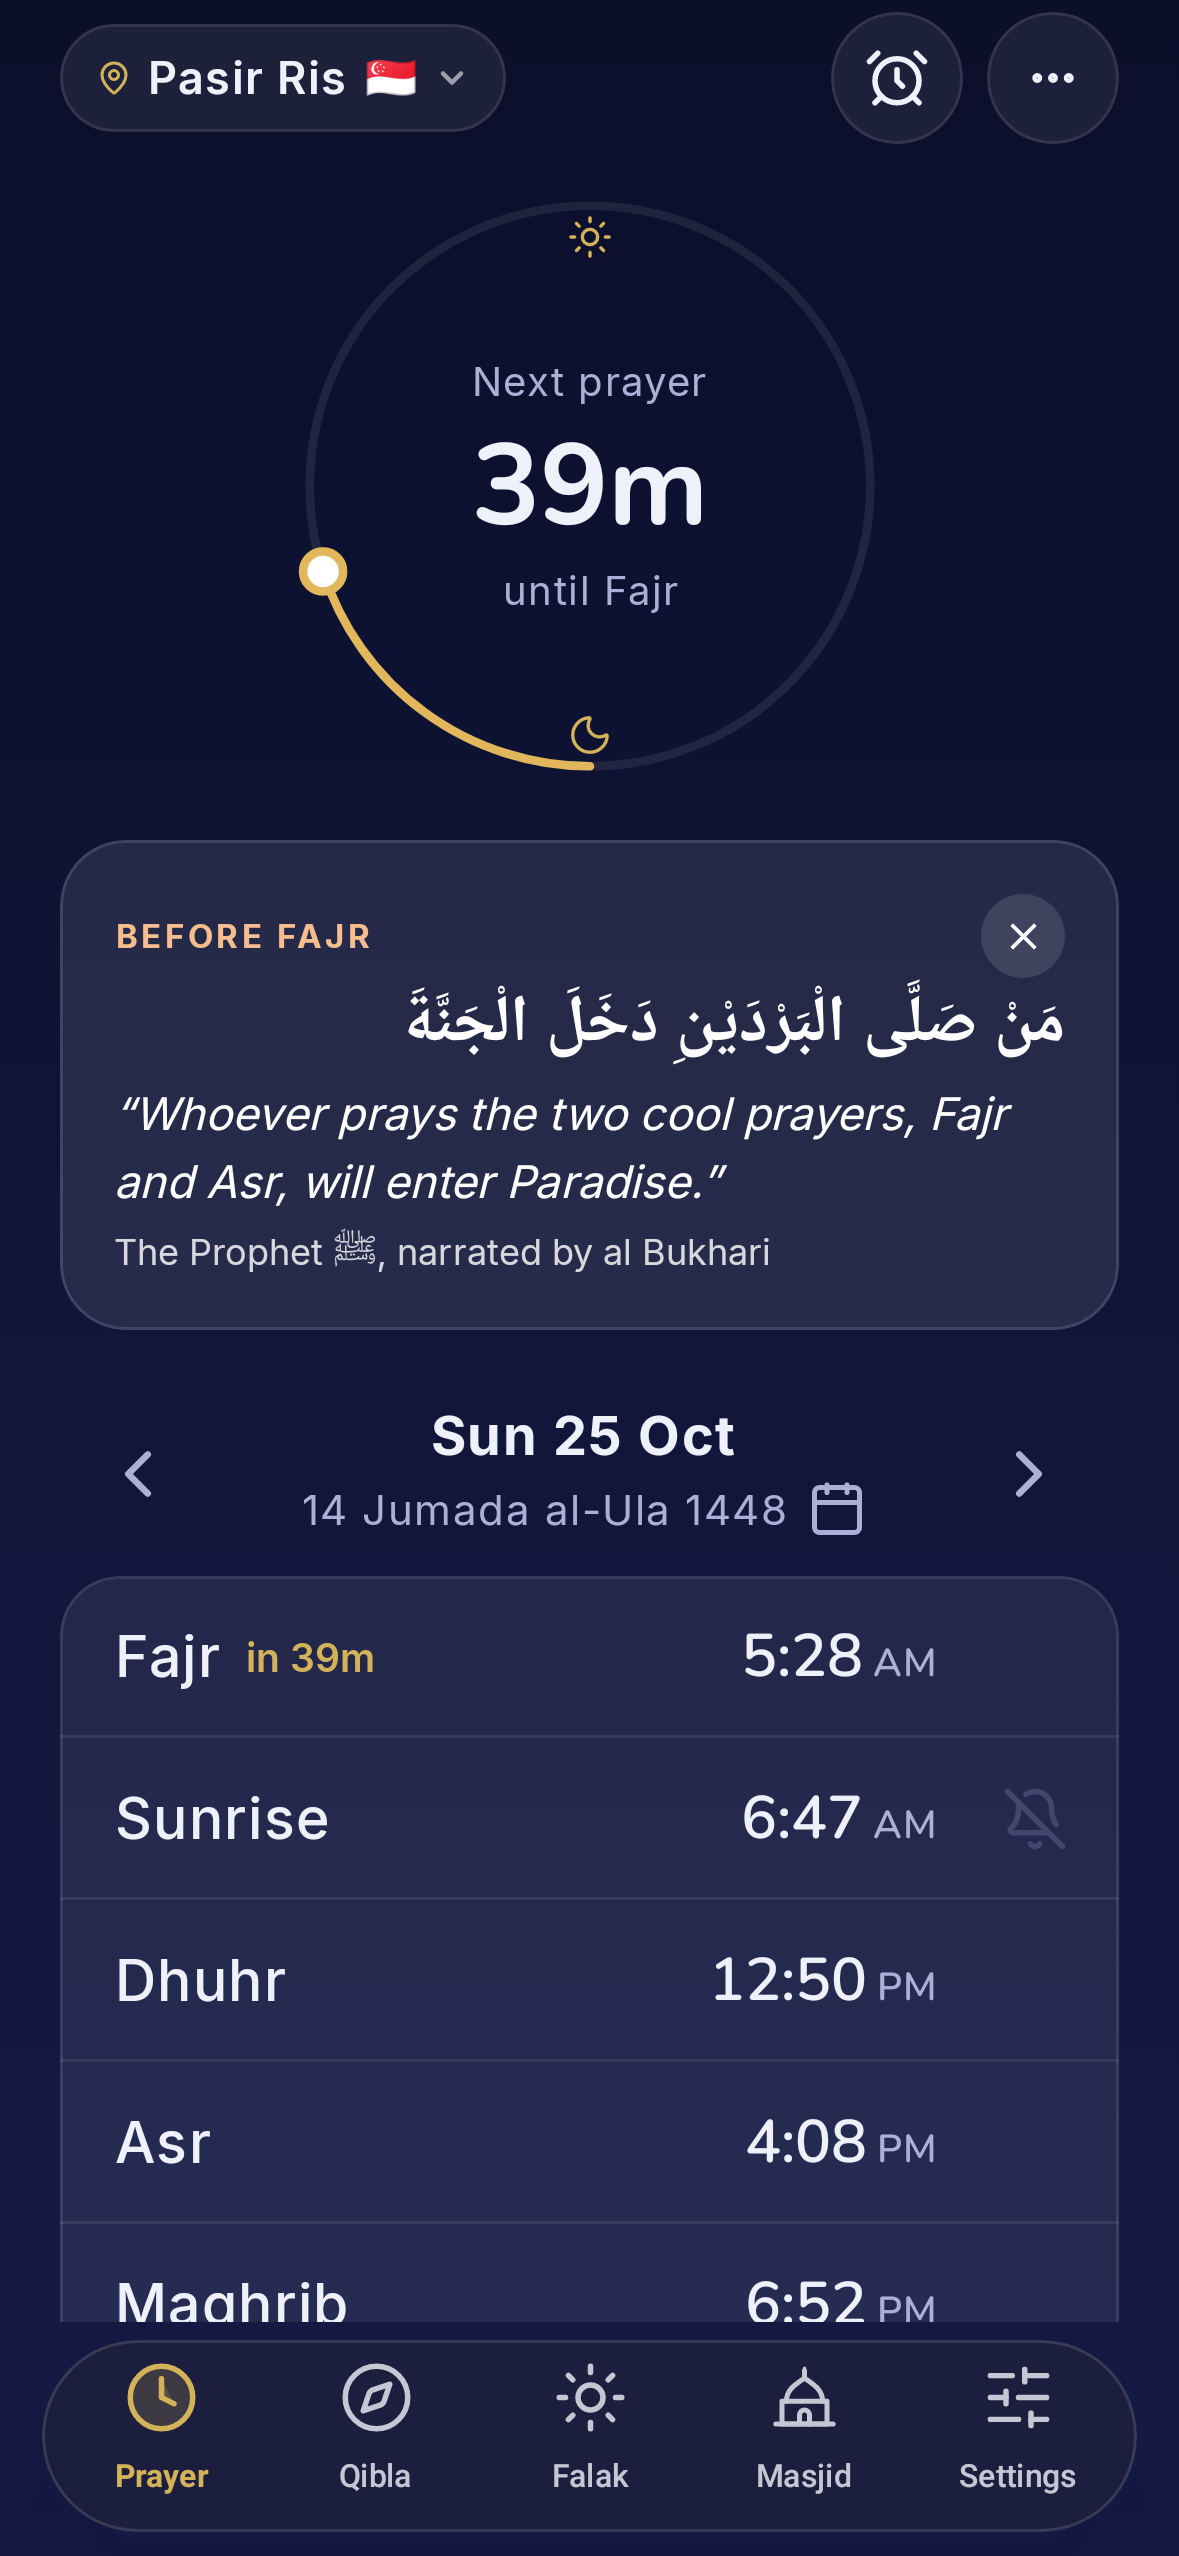 Pasir Ris 🇸🇬
Next prayer
39m
until Fajr
BEFORE FAJR
مَنْ صَلَّى الْبَرْدَيْنِ دَخَلَ الْجَنَّةَ
“Whoever prays the two cool prayers, Fajr
and Asr, will enter Paradise.”
The Prophet ﷺ, narrated by al Bukhari
Sun 25 Oct
14 Jumada al-Ula 1448
Fajr in 39m 5:28 AM
Sunrise 6:47 AM
Dhuhr 12:50 PM
Asr 4:08 PM
Maghrib 6:52 PM
Prayer Qibla Falak Masjid Settings